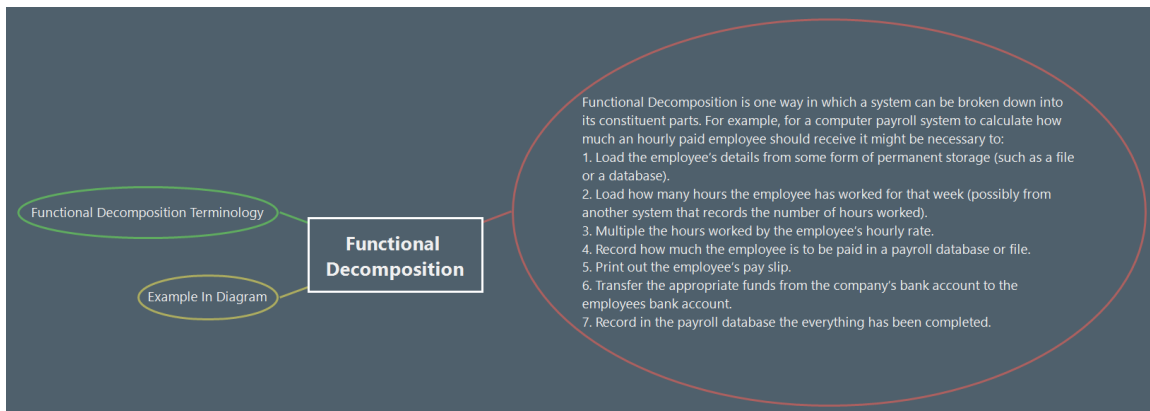 Functional Decomposition Terminology
Example In Diagram
Functional
Decomposition
Functional Decomposition is one way in which a system can be broken down into
its constituent parts. For example, for a computer payroll system to calculate how
much an hourly paid employee should receive it might be necessary to:
1. Load the employee's details from some form of permanent storage (such as a file
or a database).
2. Load how many hours the employee has worked for that week (possibly from
another system that records the number of hours worked).
3. Multiple the hours worked by the employee's hourly rate.
4. Record how much the employee is to be paid in a payroll database or file.
5. Print out the employee's pay slip.
6. Transfer the appropriate funds from the company's bank account to the
employees bank account.
7. Record in the payroll database the everything has been completed.